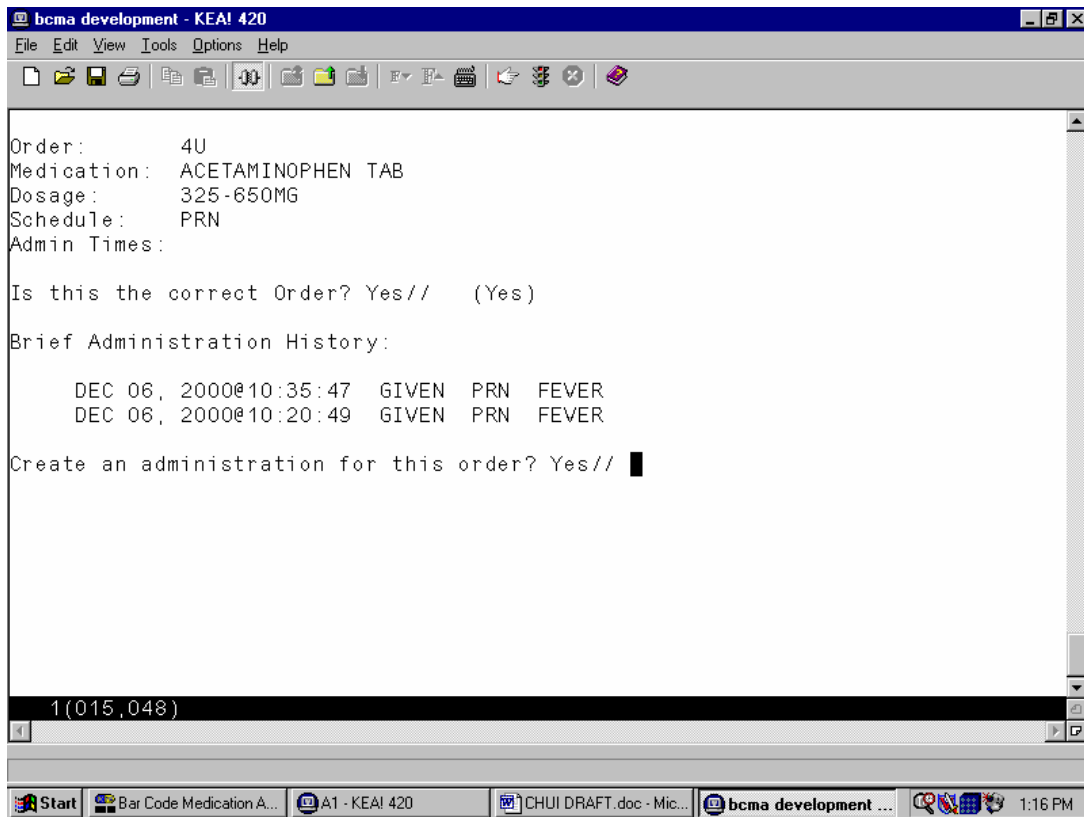 bcma development - KEA! 420
File Edit View Tools Options Help
Order: 4U
Medication: ACETAMINOPHEN TAB
Dosage: 325-650MG
Schedule: PRN
Admin Times:
Is this the correct Order? Yes// (Yes)
Brief Administration History:
DEC 06, 2000@10:35:47 GIVEN PRN FEVER
DEC 06, 2000@10:20:49 GIVEN PRN FEVER
Create an administration for this order? Yes//
1(015,048)
Start Bar Code Medication A... A1 - KEA! 420 CHUI DRAFT.doc - Mic... bcma development ... 1:16 PM